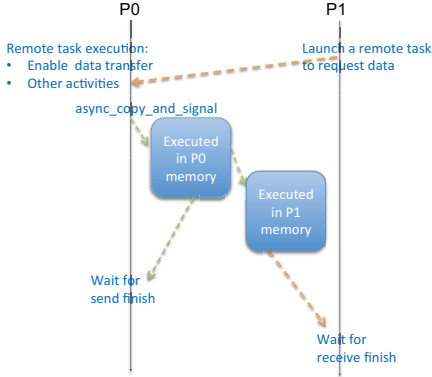 P0
P1
Remote task execution:
• Enable data transfer
• Other activities
Launch a remote task
to request data
async_copy_and_signal
Executed
in P0
memory
Executed
in P1
memory
Wait for
send finish
Wait for
receive finish